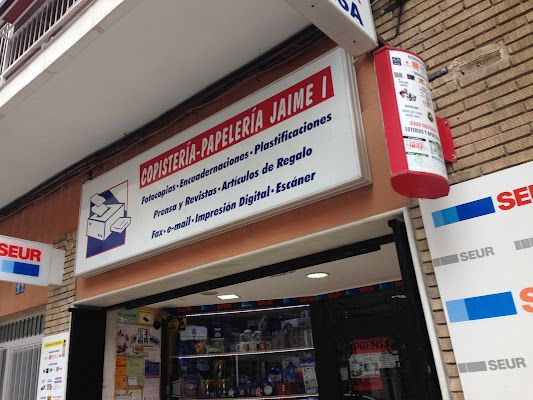 COPISTERÍA-PAPELERÍA JAIME I
Fotocopias·Encuadernaciones·Plastificaciones
Prensa y Revistas·Artículos de Regalo
Fax·e-mail·Impresión Digital·Escáner
SEUR
SEUR
SEUR
SEUR
PRENSA